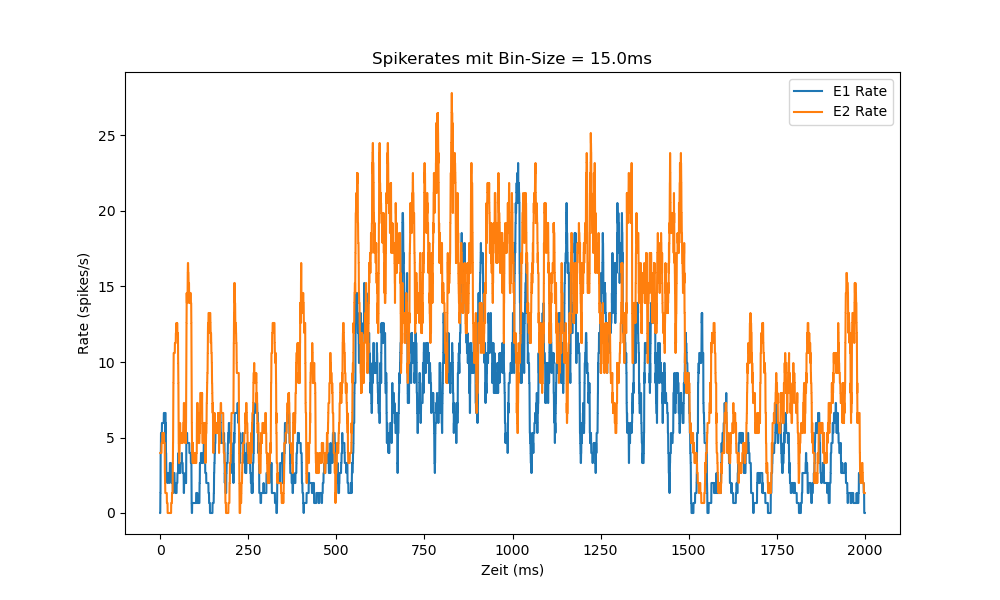 Spikerates mit Bin-Size = 15.0ms
E1 Rate
E2 Rate
Rate (spikes/s)
25
20
15
10
5
0
0 250 500 750 1000 1250 1500 1750 2000
Zeit (ms)